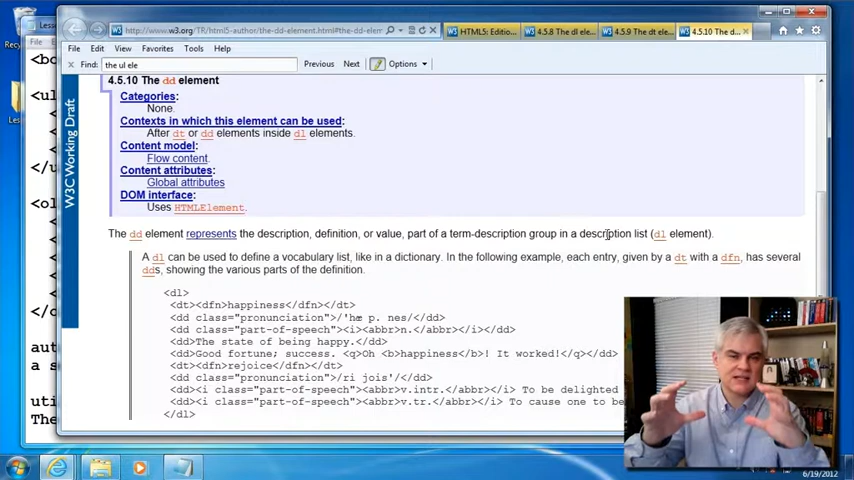 Less
http://www.w3.org/TR/html5-author/the-dd-element.html#the-dd-elem
HTML5: Editio...
4.5.8 The dl ele...
4.5.9 The dt ele...
4.5.10 The d...
File Edit View Favorites Tools Help
Find: the ul ele
Previous Next Options
4.5.10 The dd element
Categories:
None.
Contexts in which this element can be used:
After dt or dd elements inside dl elements.
Content model:
Flow content.
Content attributes:
Global attributes
DOM interface:
Uses HTMLElement.
W3C Working Draft
The dd element represents the description, definition, or value, part of a term-description group in a description list (dl element).
A dl can be used to define a vocabulary list, like in a dictionary. In the following example, each entry, given by a dt with a dfn, has several
dds, showing the various parts of the definition.
<dl>
<dt><dfn>happiness</dfn></dt>
<dd class="pronunciation">/'hæ p. nes/</dd>
<dd class="part-of-speech"><i><abbr>n.</abbr></i></dd>
<dd>The state of being happy.</dd>
<dd>Good fortune; success. <q>Oh <b>happiness</b>! It worked!</q></dd>
<dt><dfn>rejoice</dfn></dt>
<dd class="pronunciation">/ri jois'/</dd>
<dd><i class="part-of-speech"><abbr>v.intr.</abbr></i> To be delighted
<dd><i class="part-of-speech"><abbr>v.tr.</abbr></i> To cause one to be
</dl>
File
<bo
<ul
</u
<ol
</o
aut
a s
uti
The
6/19/2012